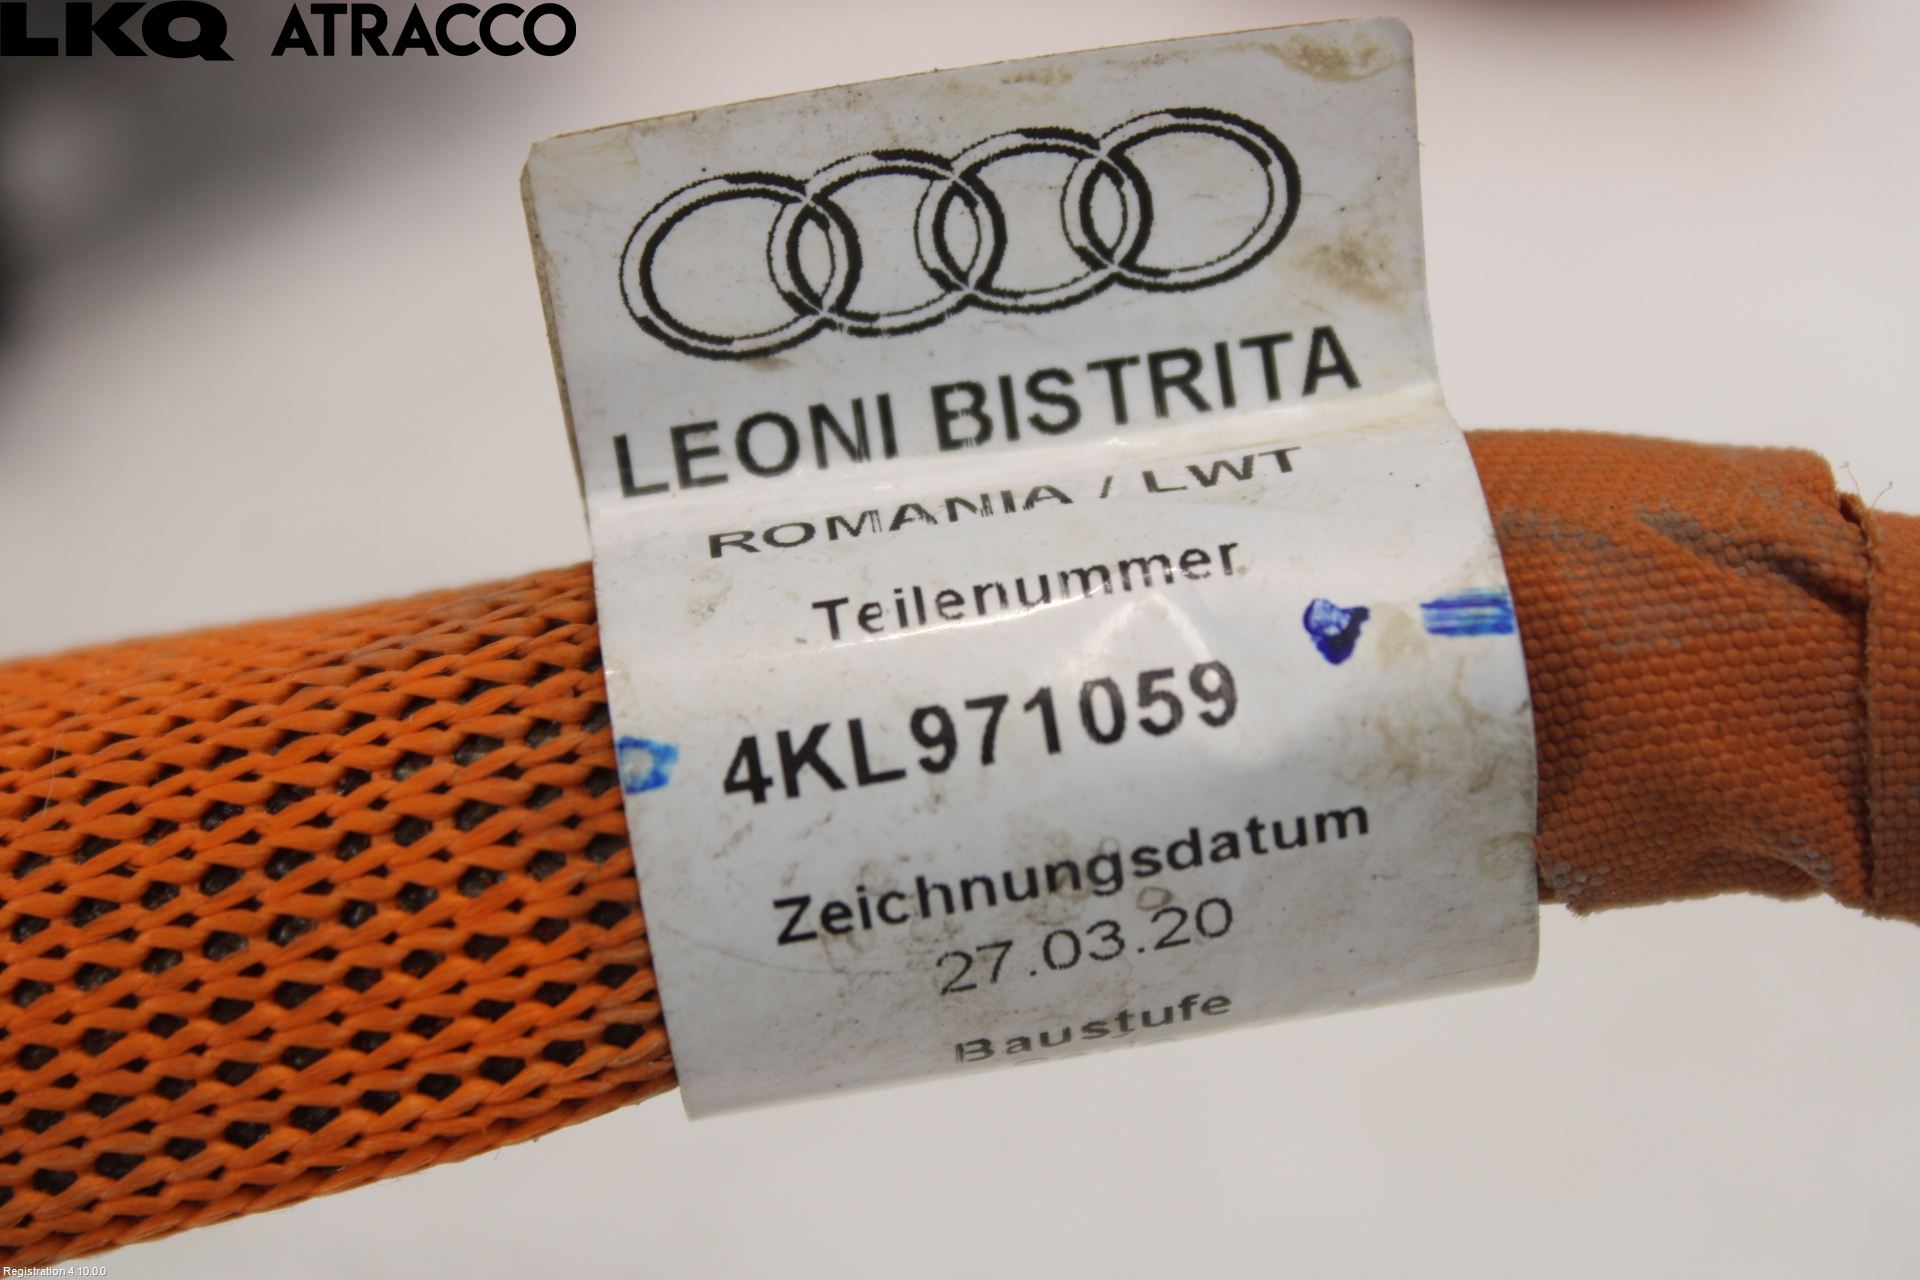 LKQ ATRACCO
LEONI BISTRITA
ROMANIA / LWT
Teilenummer
4KL971059
Zeichnungsdatum
27.03.20
Baustufe
Registration 4.10.0.0